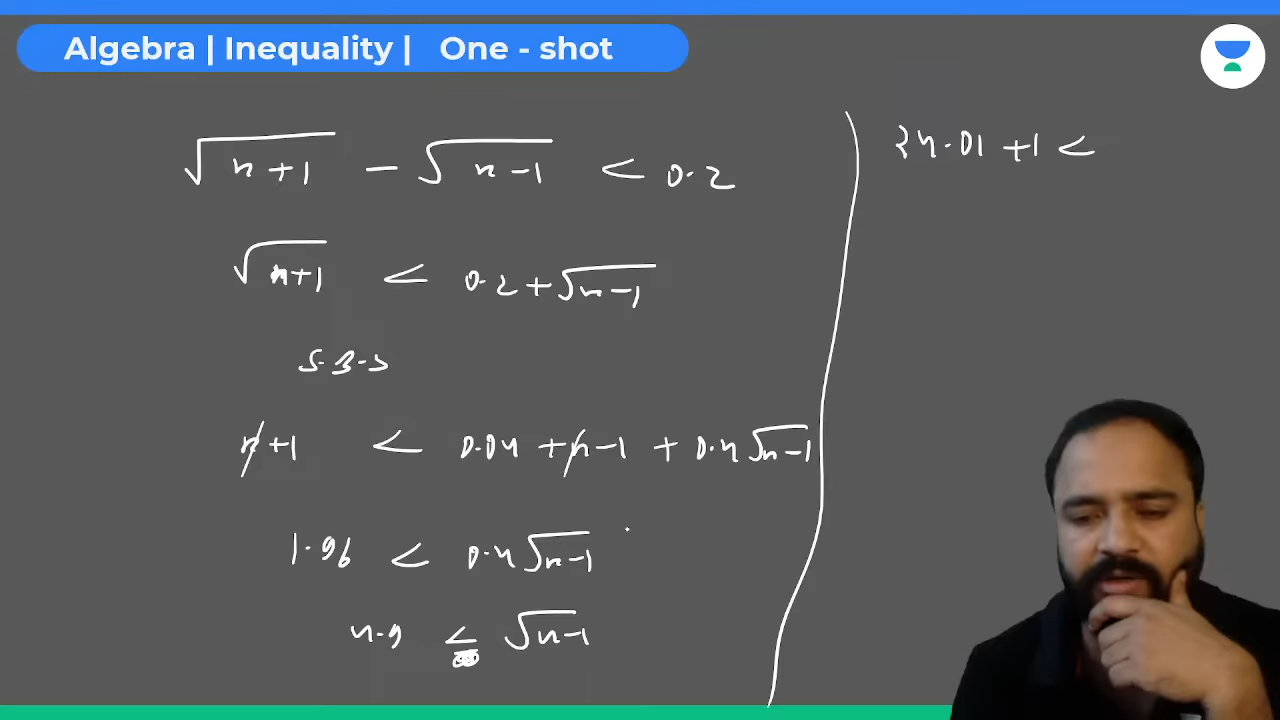 Algebra | Inequality | One - shot
√(n+1) - √(n-1) < 0.2
√(n+1) < 0.2 + √(n-1)
S.B.S
n+1 < 0.04 + n-1 + 0.4√(n-1)
1.96 < 0.4√(n-1)
4.9 < √(n-1)
24.01 + 1 <